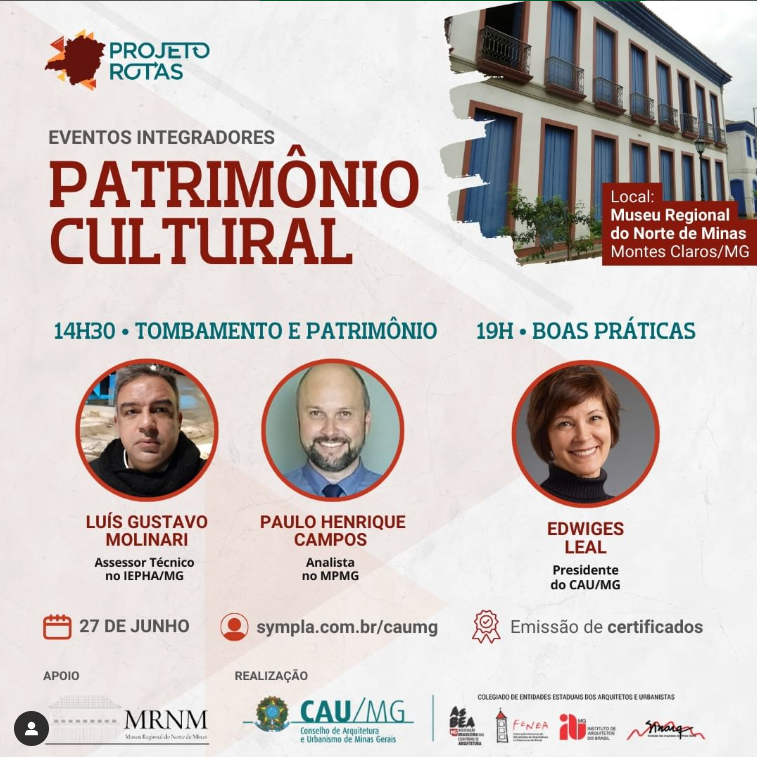 PROJETO
ROTAS
EVENTOS INTEGRADORES
PATRIMÔNIO
CULTURAL
Local:
Museu Regional
do Norte de Minas
Montes Claros/MG
14H30 • TOMBAMENTO E PATRIMÔNIO
19H • BOAS PRÁTICAS
LUÍS GUSTAVO
MOLINARI
Assessor Técnico
no IEPHA/MG
PAULO HENRIQUE
CAMPOS
Analista
no MPMG
EDWIGES
LEAL
Presidente
do CAU/MG
27 DE JUNHO
sympla.com.br/caumg
Emissão de certificados
APOIO
MRNM
Museu Regional do Norte de Minas
REALIZAÇÃO
CAU/MG
Conselho de Arquitetura
e Urbanismo de Minas Gerais
COLEGIADO DE ENTIDADES ESTADUAIS DOS ARQUITETOS E URBANISTAS
AsBEA
FENEA
MG
INSTITUTO DE
ARQUITETOS
DO BRASIL